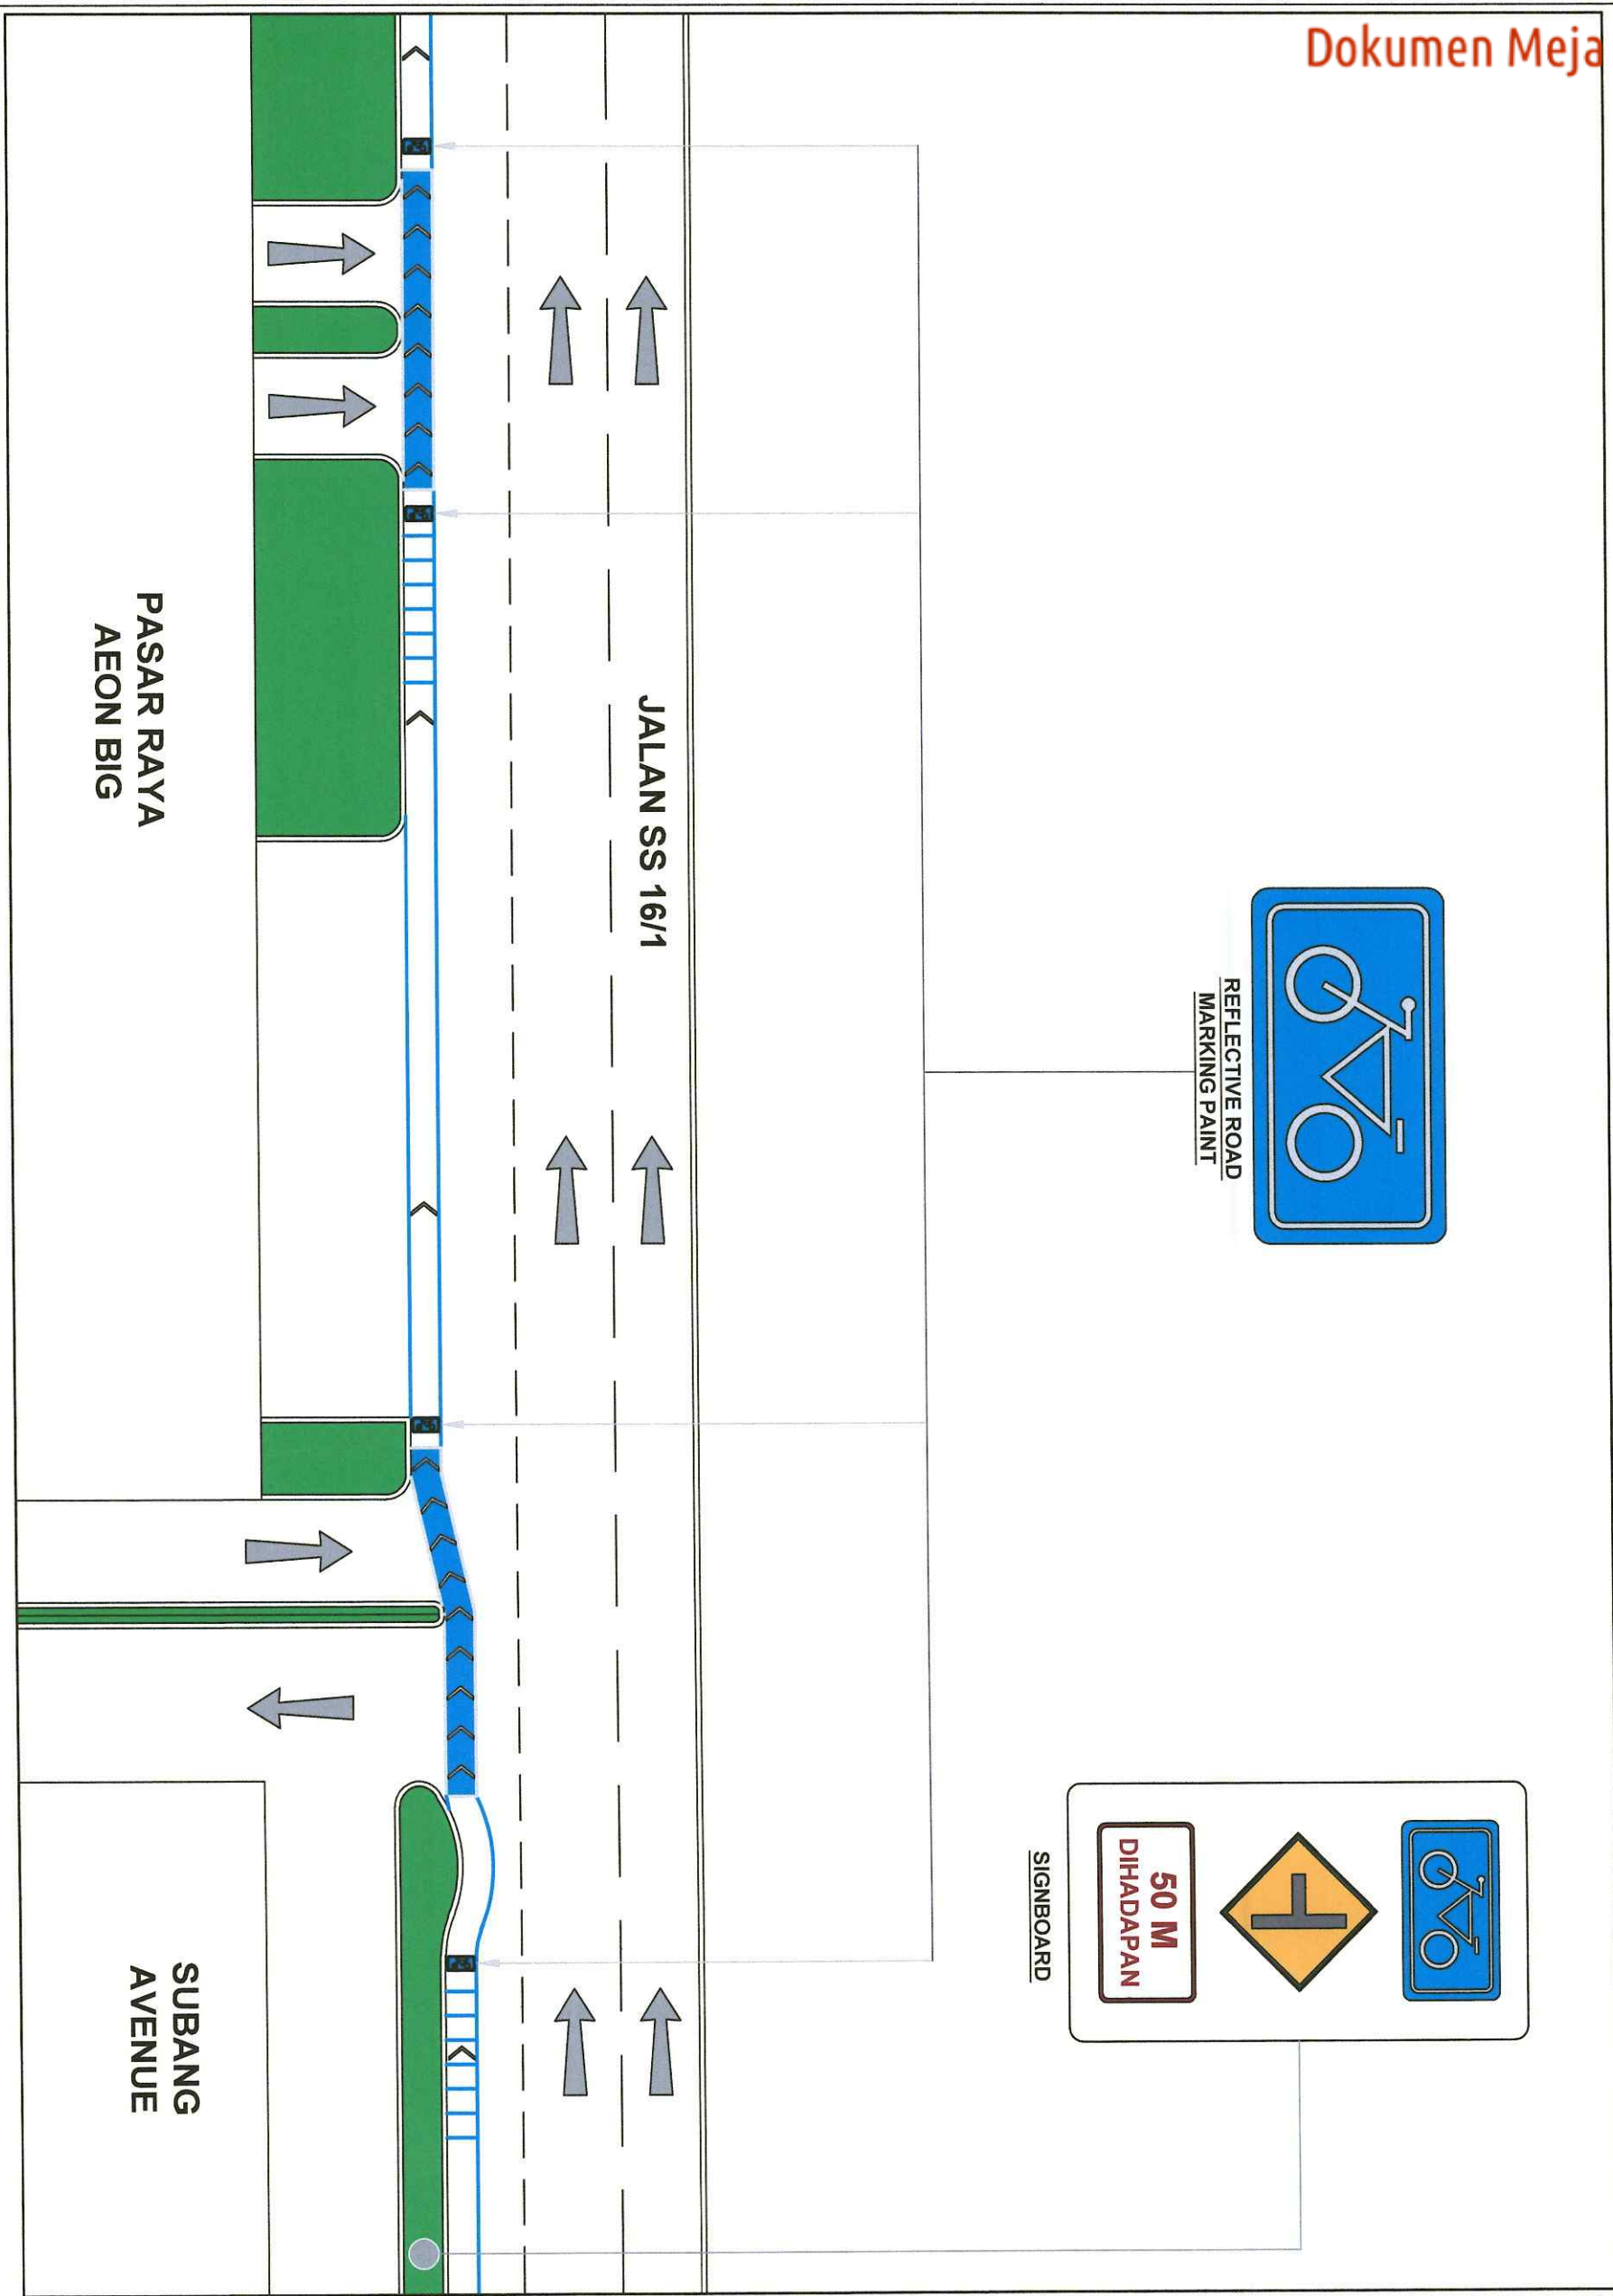 Dokumen Meja
REFLECTIVE ROAD
MARKING PAINT
50 M
DIHADAPAN
SIGNBOARD
JALAN SS 16/1
PASAR RAYA
AEON BIG
SUBANG
AVENUE